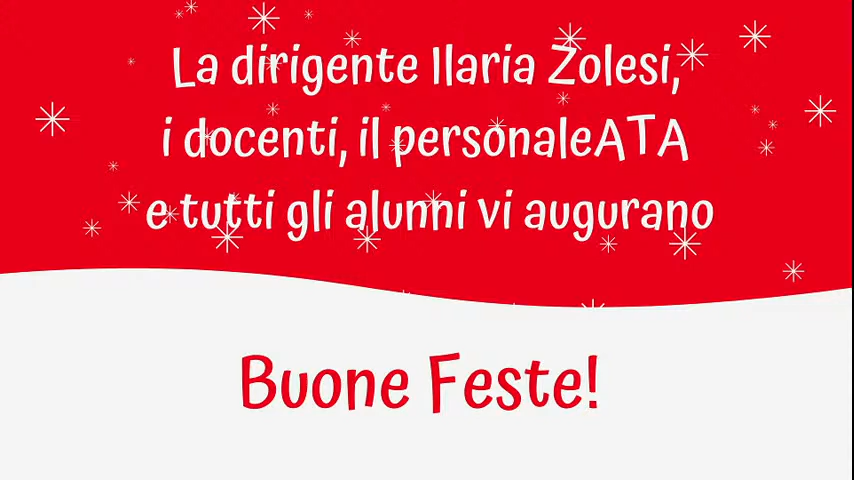 La dirigente Ilaria Zolesi,
i docenti, il personaleATA
e tutti gli alunni vi augurano
Buone Feste!